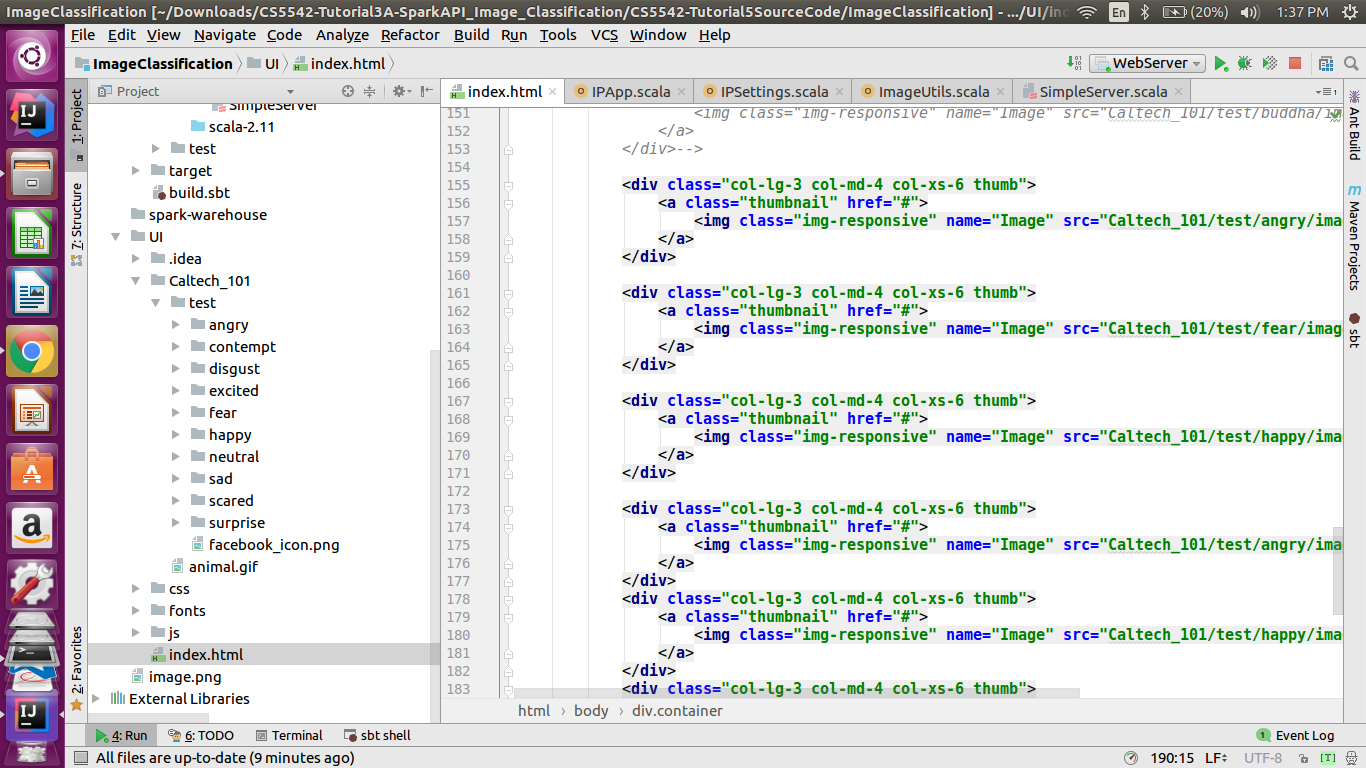 ImageClassification [~/Downloads/CS5542-Tutorial3A-SparkAPI_Image_Classification/CS5542-Tutorial5SourceCode/ImageClassification] - .../UI/in
En (20%) 1:37 PM
File Edit View Navigate Code Analyze Refactor Build Run Tools VCS Window Help
ImageClassification UI index.html WebServer
Project
index.html IPApp.scala IPSettings.scala ImageUtils.scala SimpleServer.scala
1: Project
7: Structure
2: Favorites
SimpleServer
scala-2.11
test
target
build.sbt
spark-warehouse
UI
.idea
Caltech_101
test
angry
contempt
disgust
excited
fear
happy
neutral
sad
scared
surprise
facebook_icon.png
animal.gif
css
fonts
js
index.html
image.png
External Libraries
151 <img class="img-responsive" name="Image" src="Caltech_101/test/buddha/im
152 </a>
153 </div>-->
154
155 <div class="col-lg-3 col-md-4 col-xs-6 thumb">
156 <a class="thumbnail" href="#">
157 <img class="img-responsive" name="Image" src="Caltech_101/test/angry/ima
158 </a>
159 </div>
160
161 <div class="col-lg-3 col-md-4 col-xs-6 thumb">
162 <a class="thumbnail" href="#">
163 <img class="img-responsive" name="Image" src="Caltech_101/test/fear/imag
164 </a>
165 </div>
166
167 <div class="col-lg-3 col-md-4 col-xs-6 thumb">
168 <a class="thumbnail" href="#">
169 <img class="img-responsive" name="Image" src="Caltech_101/test/happy/ima
170 </a>
171 </div>
172
173 <div class="col-lg-3 col-md-4 col-xs-6 thumb">
174 <a class="thumbnail" href="#">
175 <img class="img-responsive" name="Image" src="Caltech_101/test/angry/ima
176 </a>
177 </div>
178 <div class="col-lg-3 col-md-4 col-xs-6 thumb">
179 <a class="thumbnail" href="#">
180 <img class="img-responsive" name="Image" src="Caltech_101/test/happy/ima
181 </a>
182 </div>
183 <div class="col-lg-3 col-md-4 col-xs-6 thumb">
html body div.container
Ant Build
m Maven Projects
sbt
4: Run 6: TODO Terminal sbt shell 1 Event Log
All files are up-to-date (9 minutes ago) 190:15 LF UTF-8 [T]